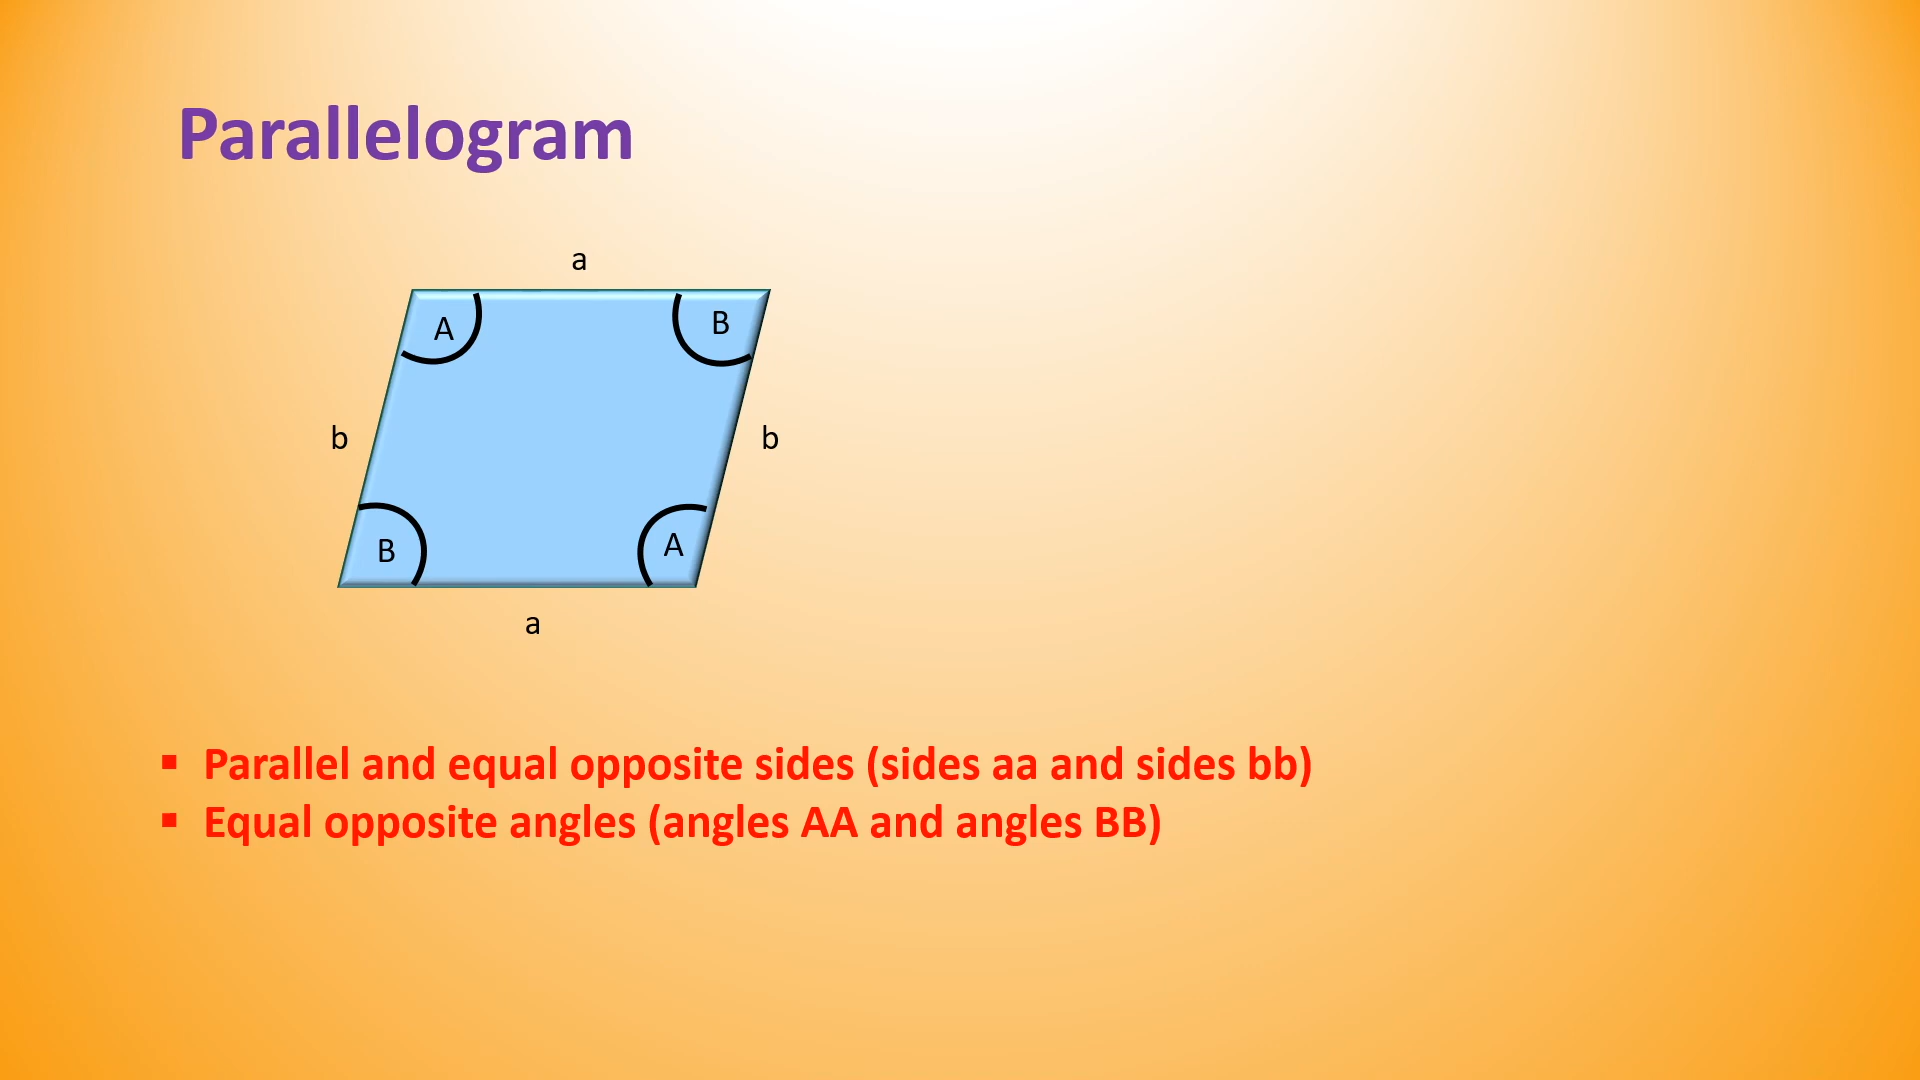 Parallelogram
a
A
B
b
b
B
A
a
▪ Parallel and equal opposite sides (sides aa and sides bb)
▪ Equal opposite angles (angles AA and angles BB)